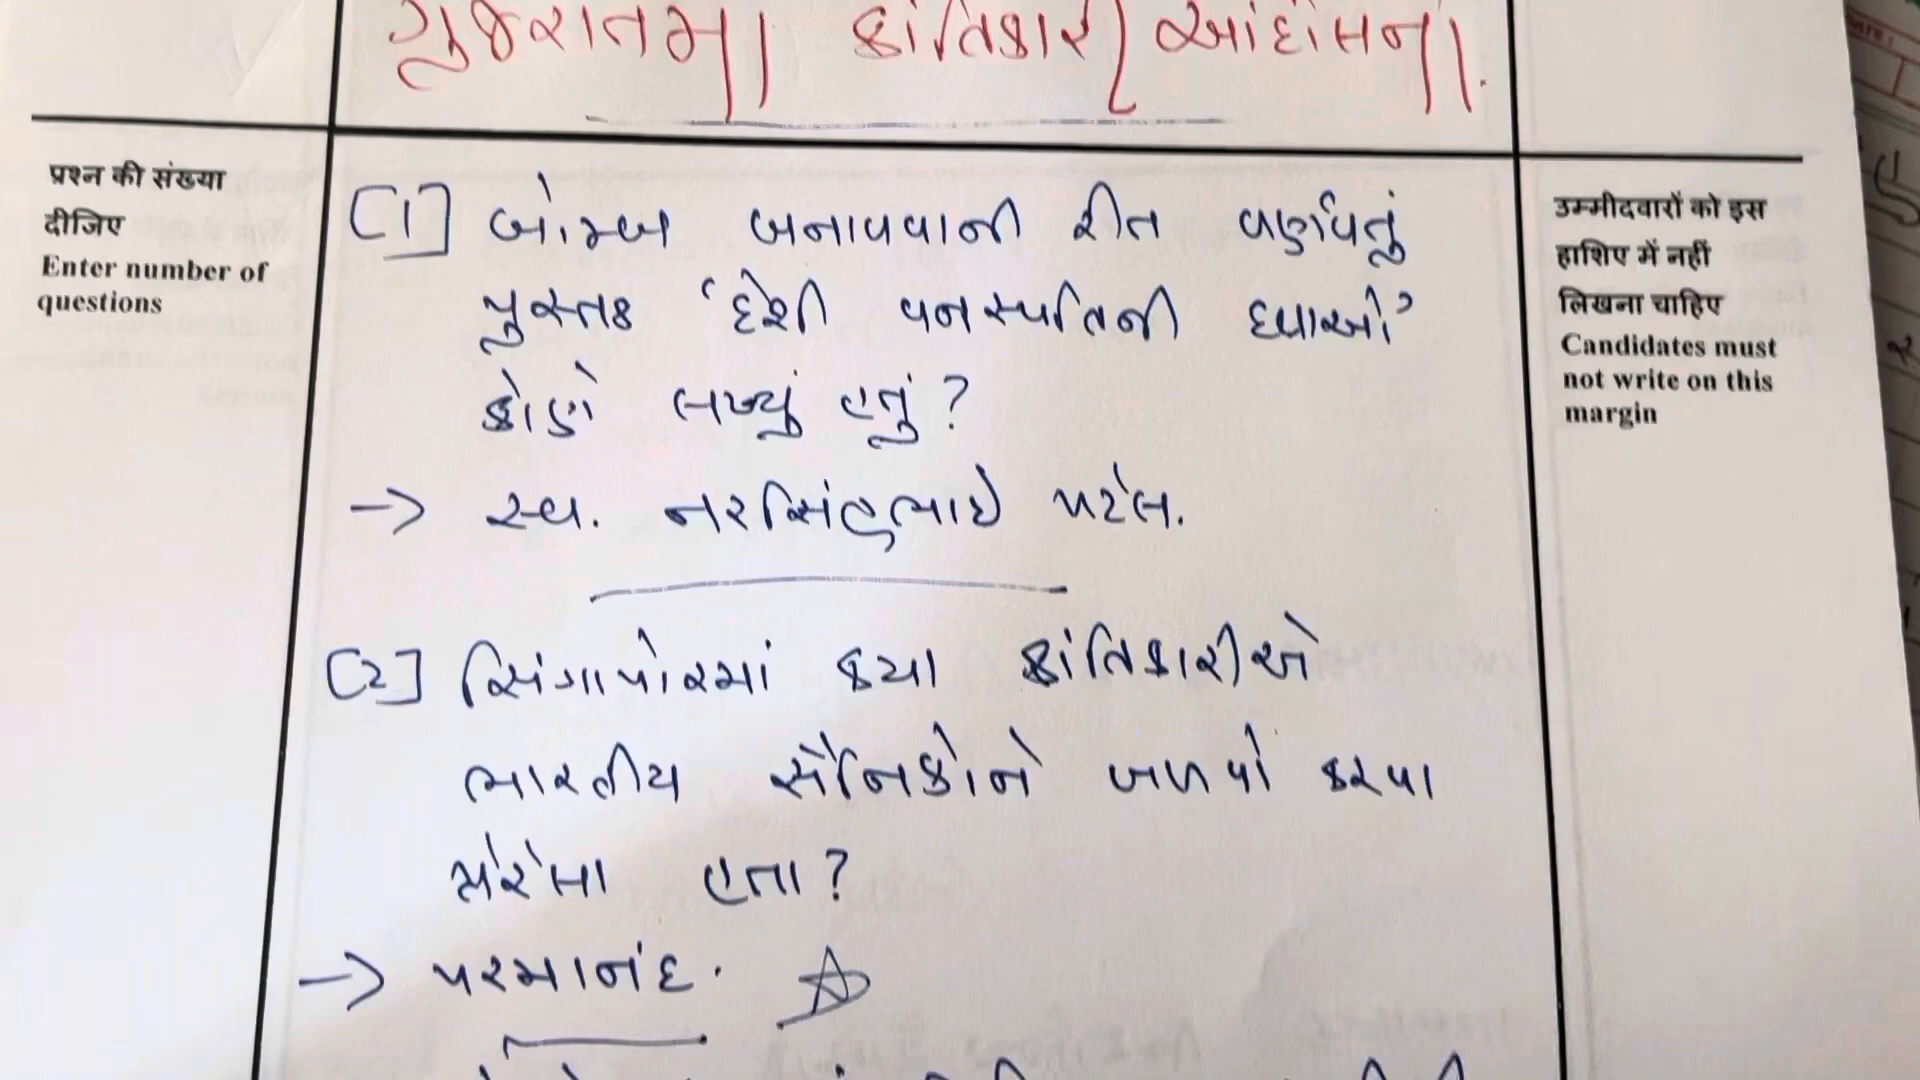 ગુજરાતમાં ક્રાંતિકારી આંદોલનો.
प्रश्न की संख्या
दीजिए
Enter number of
questions
[1] બોમ્બ બનાવવાની રીત વર્ણવતું
પુસ્તક ‘દેશી વનસ્પતિની દવાઓ’
કોણે લખ્યું હતું?
→ સ્વ. નરસિંહભાઈ પટેલ.
[2] સિંગાપોરમાં કયા ક્રાંતિકારીએ
ભારતીય સૈનિકોને બળવો કરવા
પ્રેરેલા હતા?
→ પરમાનંદ.
उम्मीदवारों को इस
हाशिए में नहीं
लिखना चाहिए
Candidates must
not write on this
margin